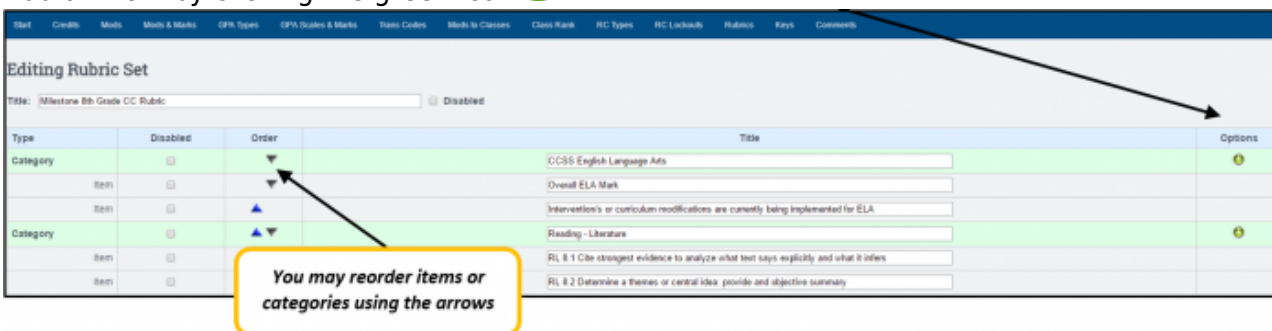 Start Credits Mods Mods & Marks GPA Types GPA Scales & Marks Trans Codes Mods to Classes Class Rank RC Types RC Lockouts Rubrics Keys Comments
Editing Rubric Set
Title: Milestone 8th Grade CC Rubric Disabled
Type Disabled Order Title Options
Category CCSS English Language Arts
Item Overall ELA Mark
Item Intervention's or curriculum modifications are currently being implemented for ELA
Category Reading - Literature
Item RL 8.1 Cite strongest evidence to analyze what text says explicitly and what it infers
Item RL 8.2 Determine a themes or central idea: provide and objective summary
You may reorder items or
categories using the arrows